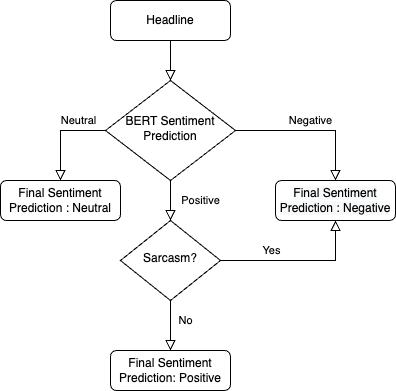 Headline
BERT Sentiment
Prediction
Neutral
Negative
Final Sentiment
Prediction : Neutral
Positive
Final Sentiment
Prediction : Negative
Sarcasm?
Yes
No
Final Sentiment
Prediction: Positive